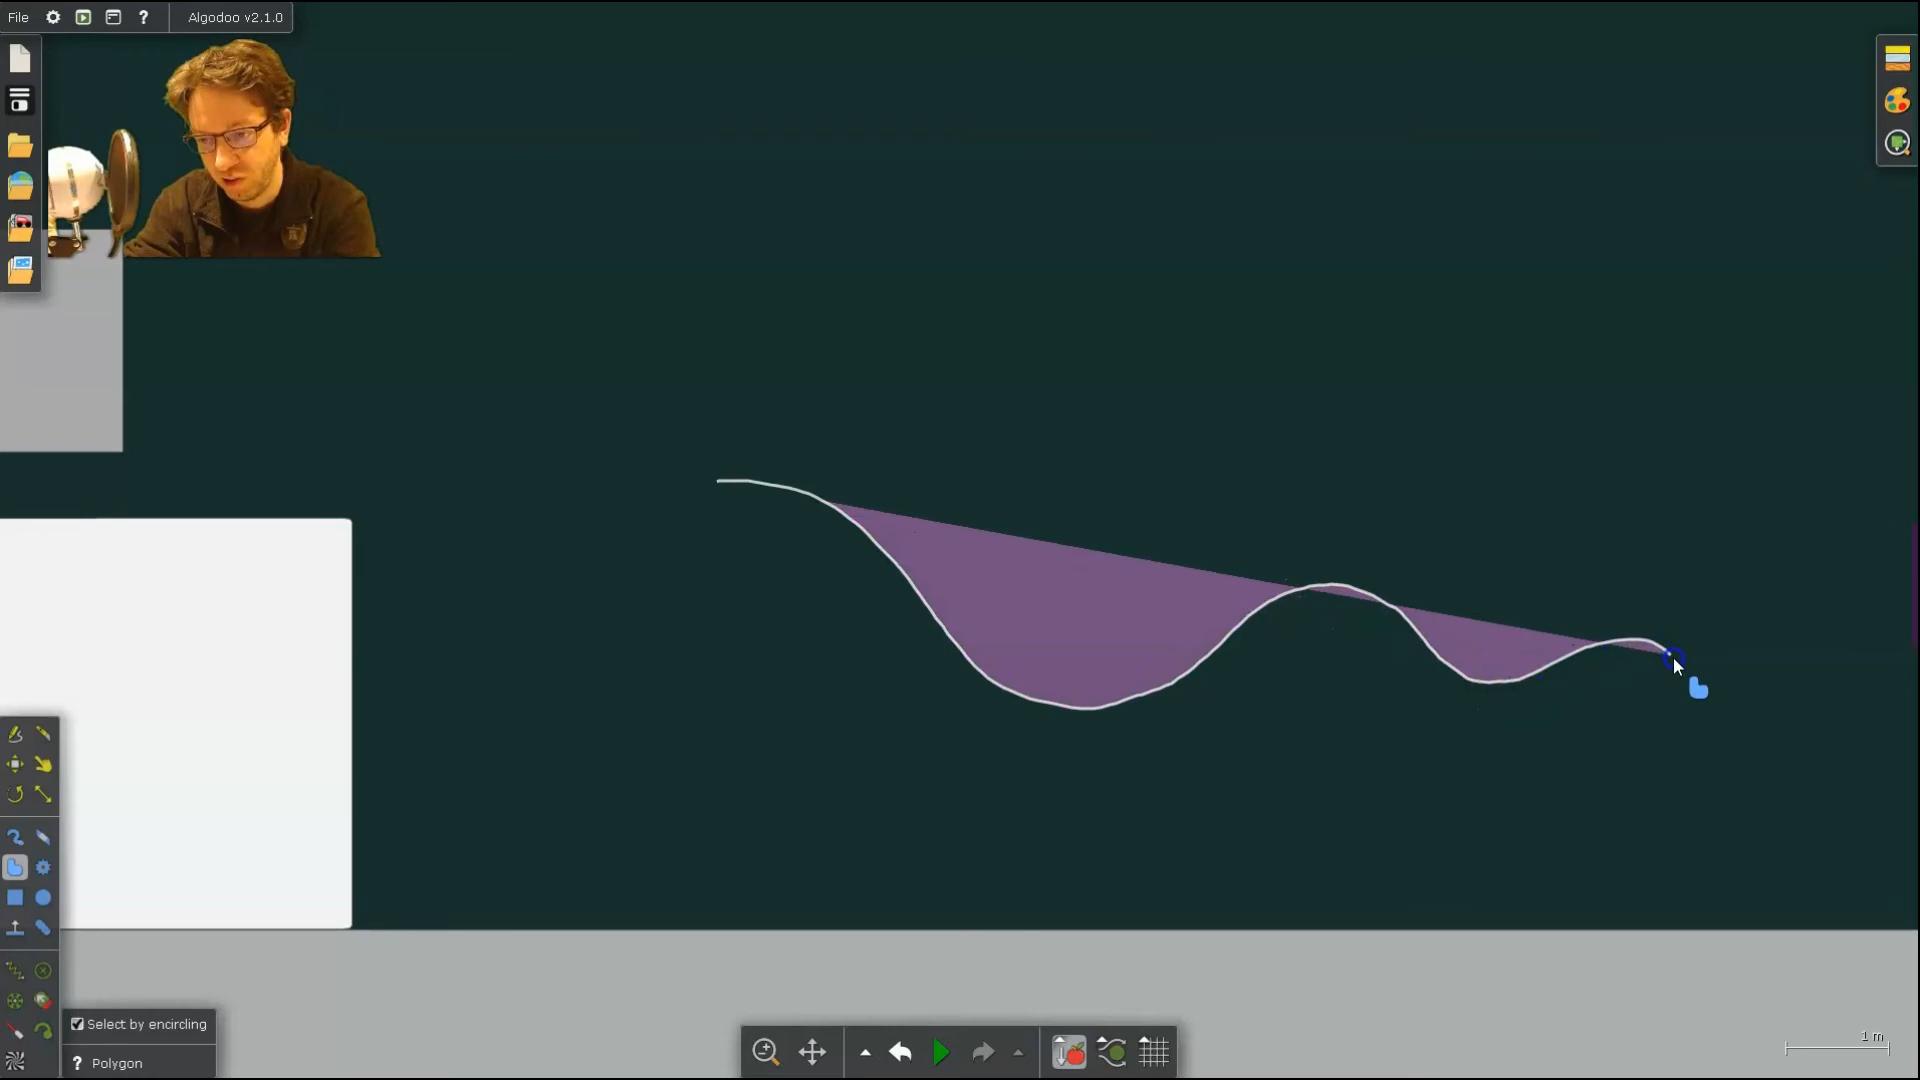 File ? Algodoo v2.1.0
Select by encircling
? Polygon
1 m